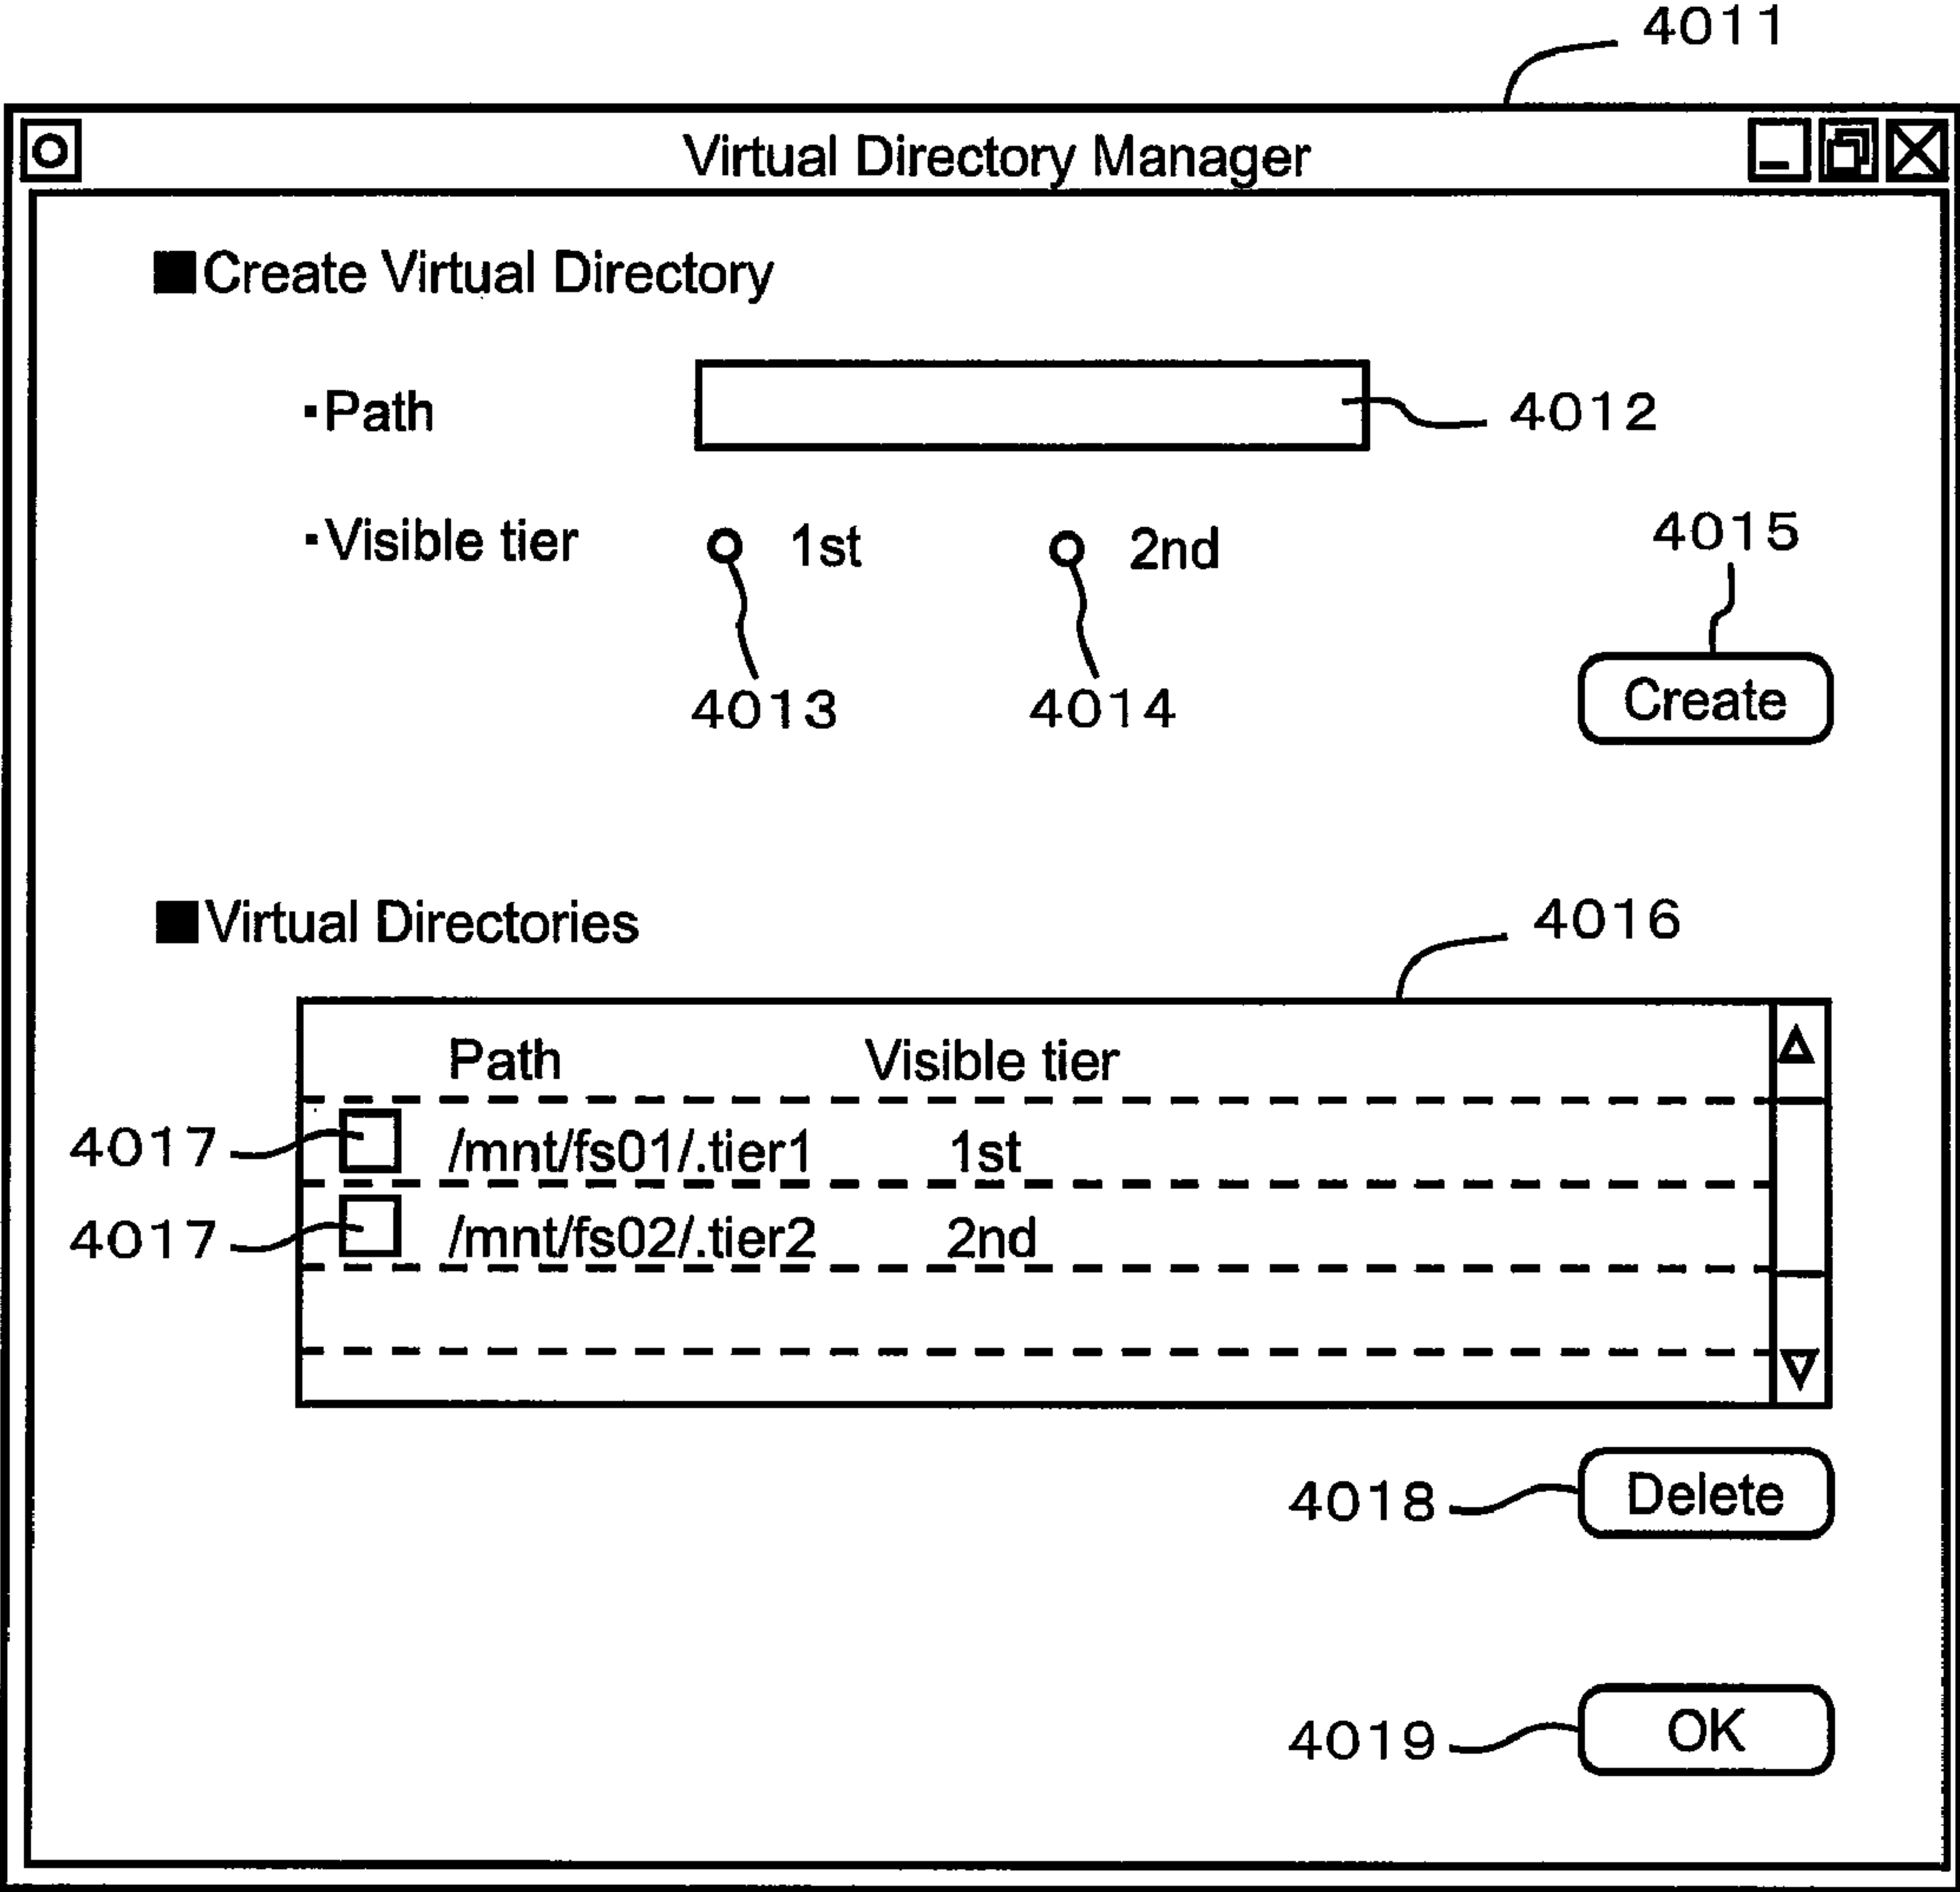 4011
Virtual Directory Manager
■Create Virtual Directory
▪Path 4012
▪Visible tier 1st 2nd
4015
4013 4014
Create
■Virtual Directories
4016
Path Visible tier
4017 /mnt/fs01/.tier1 1st
4017 /mnt/fs02/.tier2 2nd
4018 Delete
4019 OK